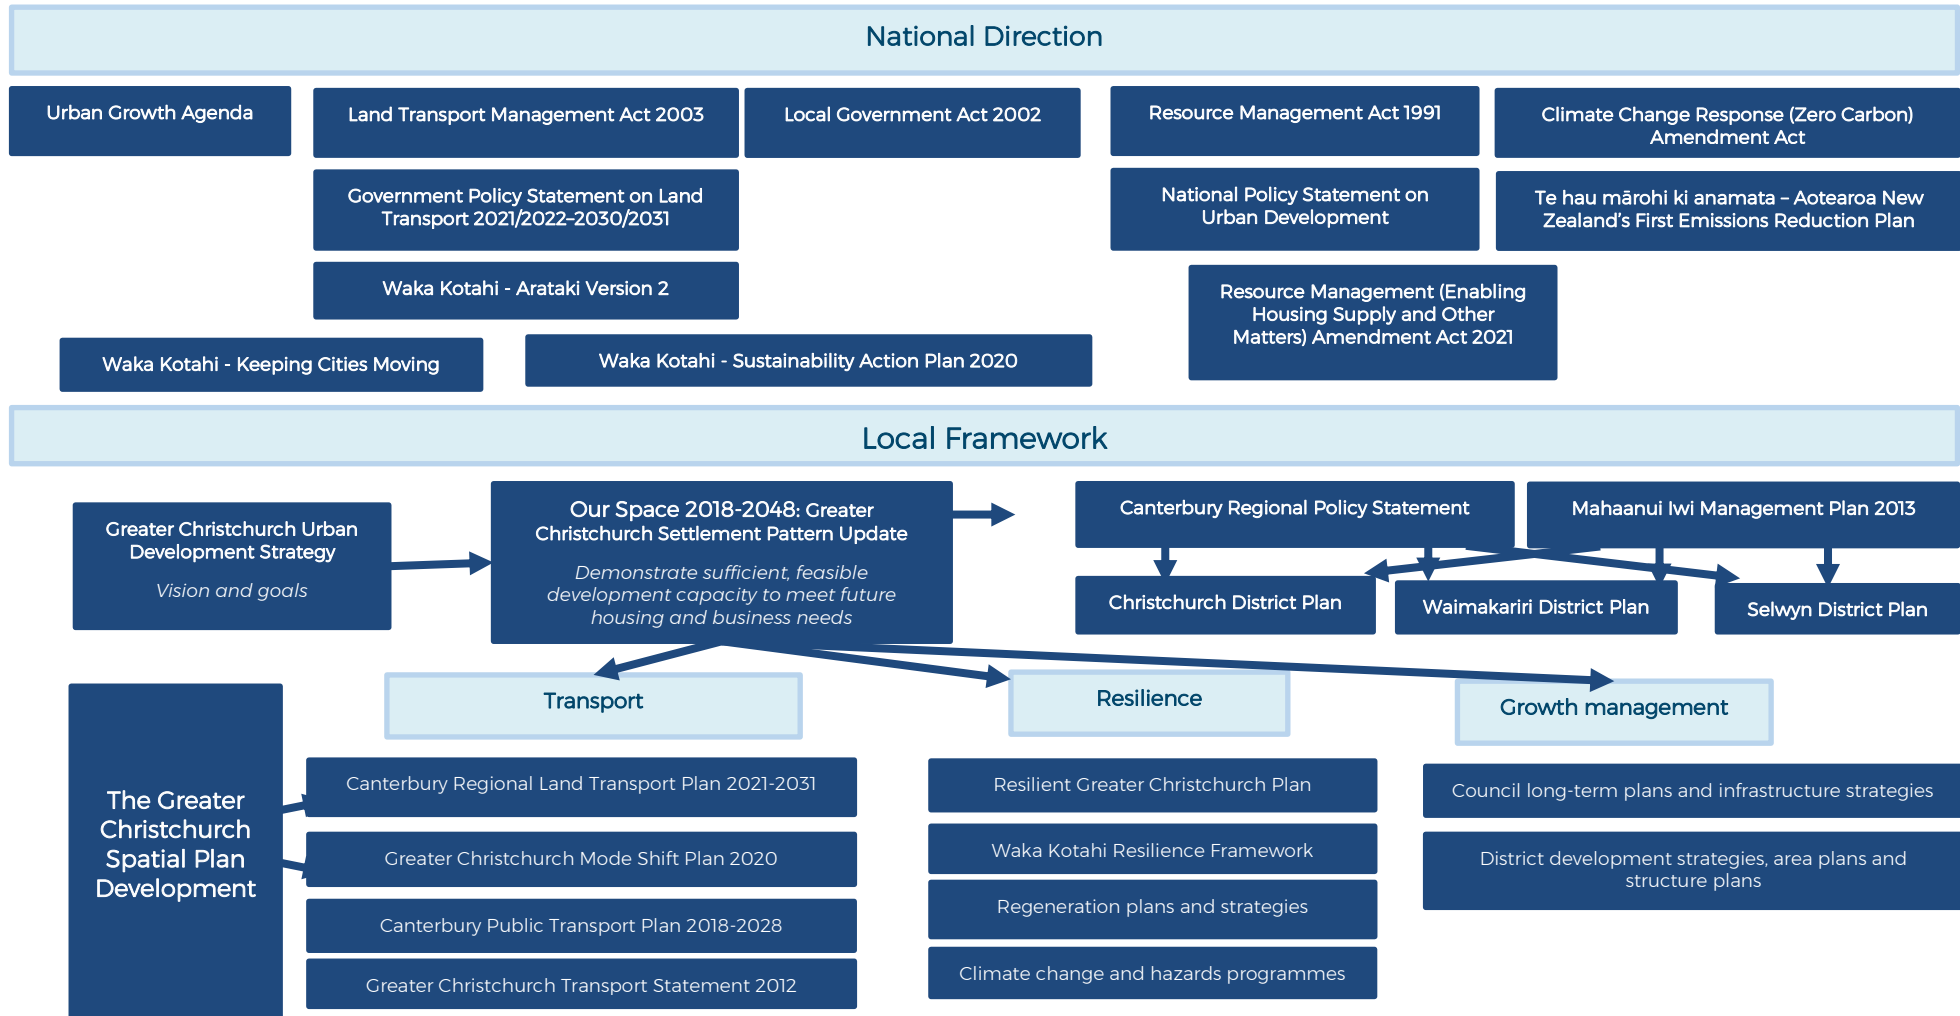 National Direction
Urban Growth Agenda
Land Transport Management Act 2003
Local Government Act 2002
Resource Management Act 1991
Climate Change Response (Zero Carbon)
Amendment Act
Government Policy Statement on Land
Transport 2021/2022–2030/2031
National Policy Statement on
Urban Development
Te hau mārohi ki anamata – Aotearoa New
Zealand’s First Emissions Reduction Plan
Waka Kotahi - Arataki Version 2
Resource Management (Enabling
Housing Supply and Other
Matters) Amendment Act 2021
Waka Kotahi - Keeping Cities Moving
Waka Kotahi - Sustainability Action Plan 2020
Local Framework
Greater Christchurch Urban
Development Strategy
Vision and goals
Our Space 2018-2048: Greater
Christchurch Settlement Pattern Update
Demonstrate sufficient, feasible
development capacity to meet future
housing and business needs
Canterbury Regional Policy Statement
Mahaanui Iwi Management Plan 2013
Christchurch District Plan
Waimakariri District Plan
Selwyn District Plan
The Greater
Christchurch
Spatial Plan
Development
Transport
Canterbury Regional Land Transport Plan 2021-2031
Greater Christchurch Mode Shift Plan 2020
Canterbury Public Transport Plan 2018-2028
Greater Christchurch Transport Statement 2012
Resilience
Resilient Greater Christchurch Plan
Waka Kotahi Resilience Framework
Regeneration plans and strategies
Climate change and hazards programmes
Growth management
Council long-term plans and infrastructure strategies
District development strategies, area plans and
structure plans